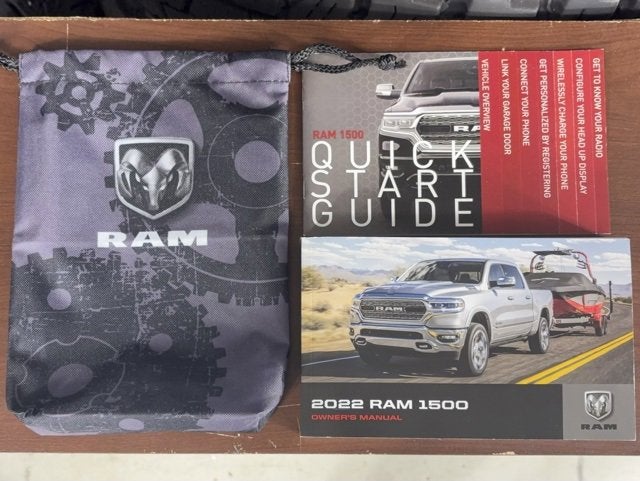 RAM
RAM 1500
QUICK
START
GUIDE
RA
GET TO KNOW YOUR RADIO
CONFIGURE YOUR HEAD UP DISPLAY
WIRELESSLY CHARGE YOUR PHONE
GET PERSONALIZED BY REGISTERING
CONNECT YOUR PHONE
LINK YOUR GARAGE DOOR
VEHICLE OVERVIEW
RAM
2022 RAM 1500
OWNER'S MANUAL
RAM